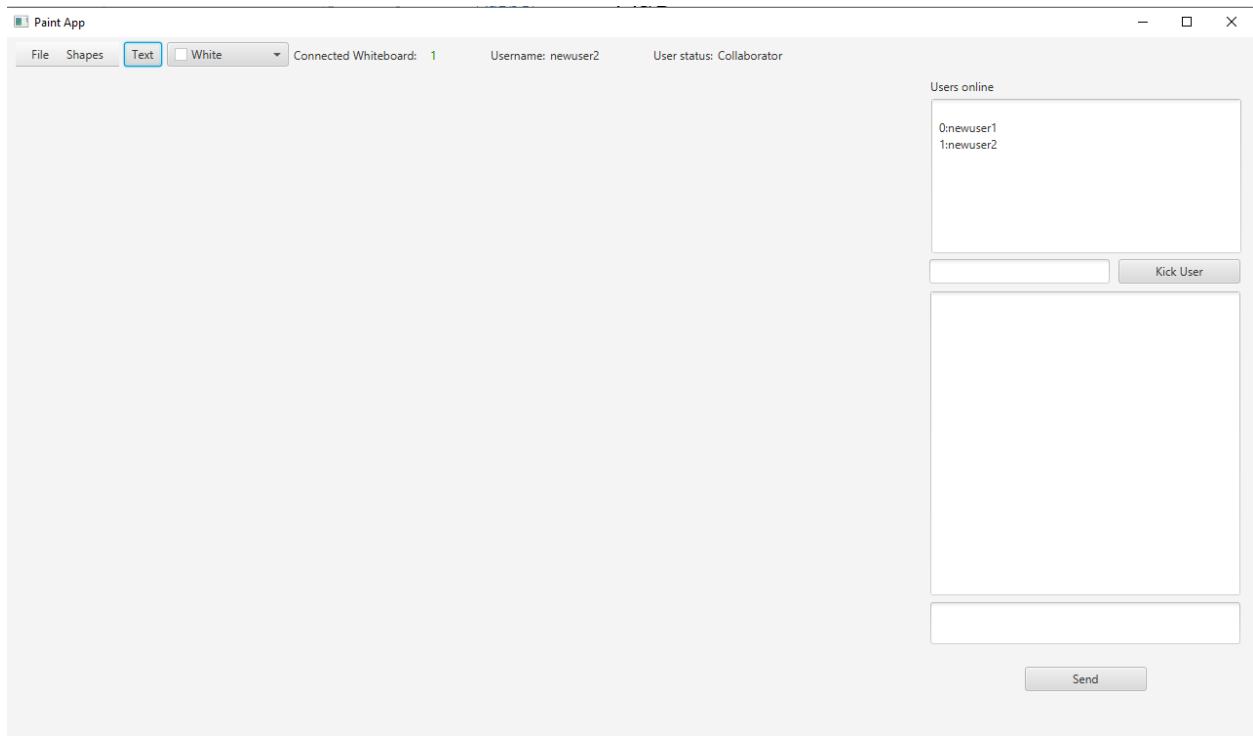 Paint App
File Shapes Text White Connected Whiteboard: 1 Username: newuser2 User status: Collaborator
Users online
0:newuser1
1:newuser2
Kick User
Send